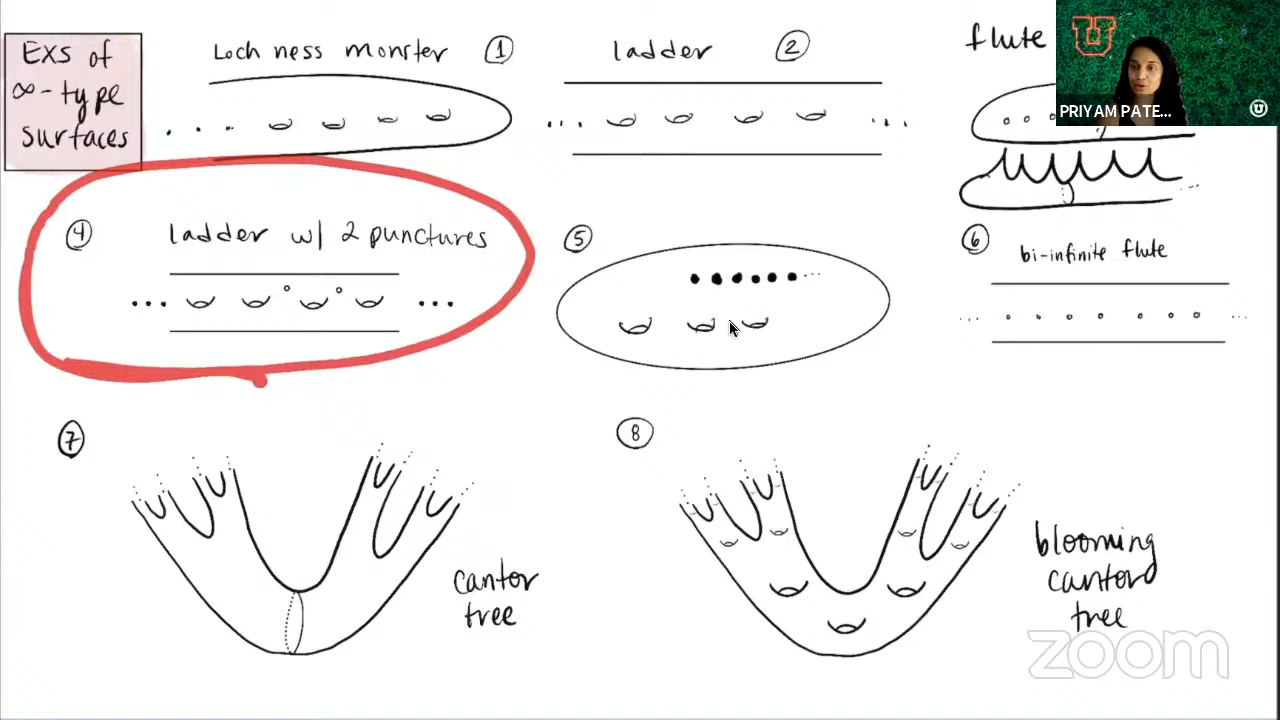 Exs of
∞-type
surfaces
Loch ness monster ①
ladder ②
flute
U
PRIYAM PATE...
④ ladder w/ 2 punctures
⑤
⑥
bi-infinite flute
⑦
cantor
tree
⑧
blooming
cantor
tree
zoom